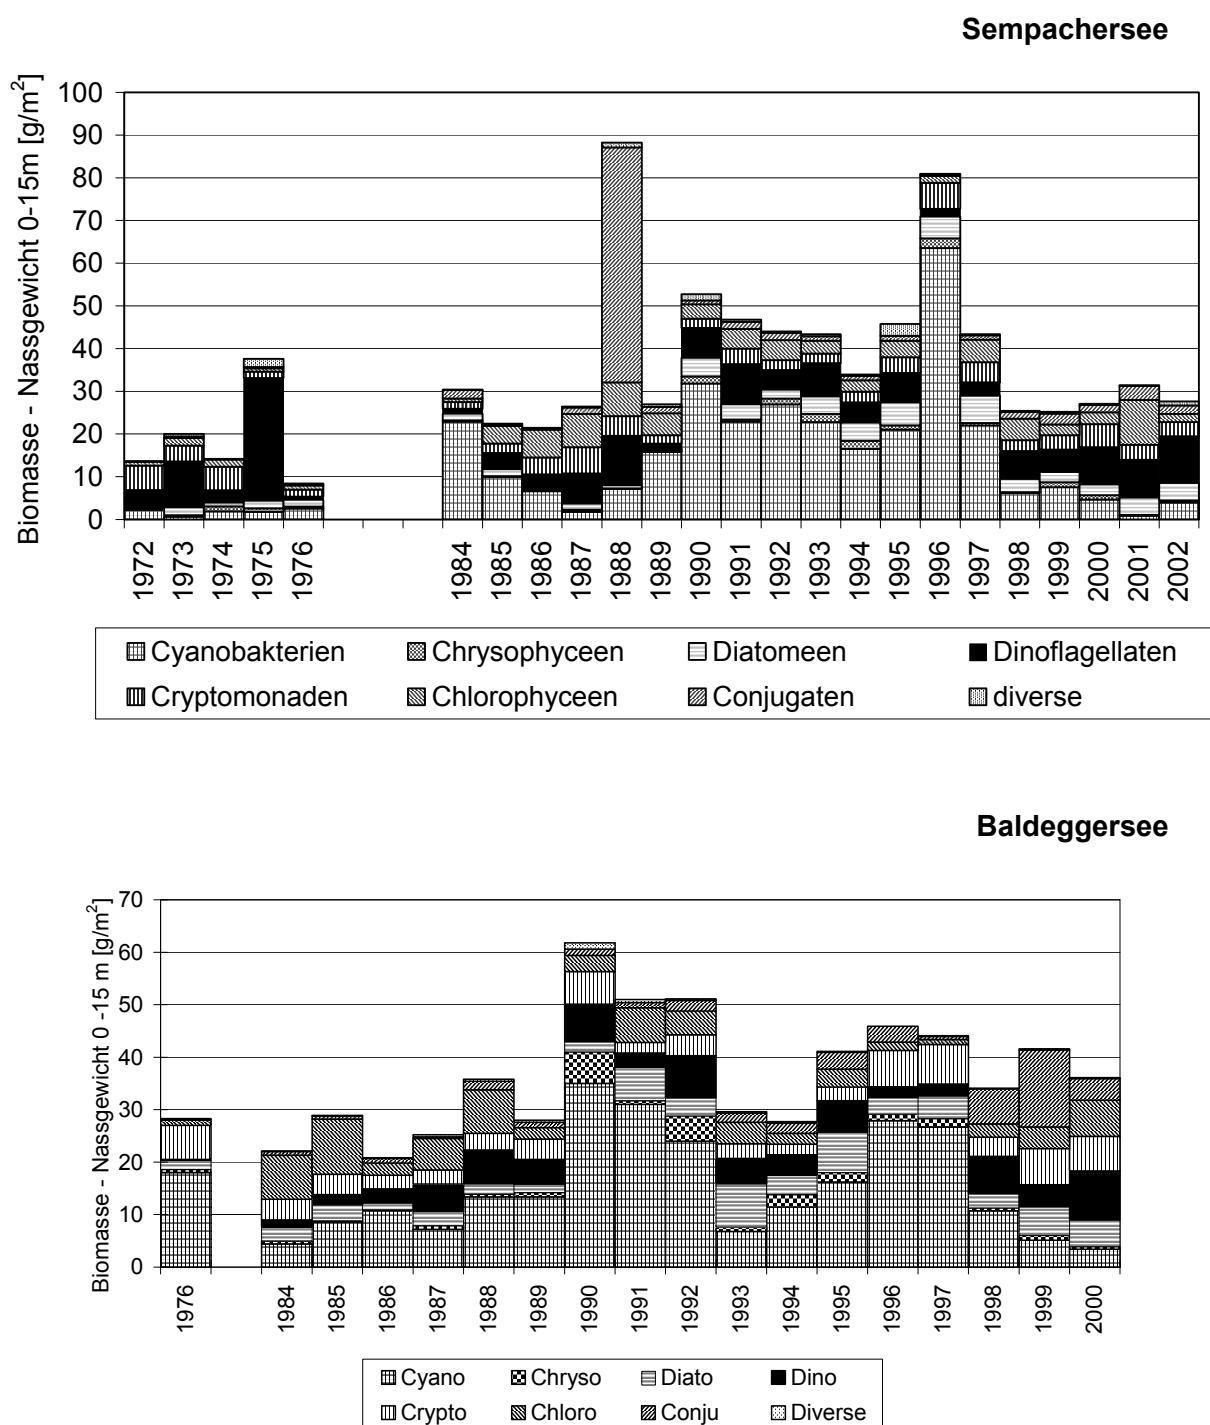 Sempachersee
Biomasse - Nassgewicht 0-15m [g/m²]
100
90
80
70
60
50
40
30
20
10
0
1972 1973 1974 1975 1976 1984 1985 1986 1987 1988 1989 1990 1991 1992 1993 1994 1995 1996 1997 1998 1999 2000 2001 2002
Cyanobakterien Chrysophyceen Diatomeen Dinoflagellaten
Cryptomonaden Chlorophyceen Conjugaten diverse
Baldeggersee
Biomasse - Nassgewicht 0 -15 m [g/m²]
70
60
50
40
30
20
10
0
1976 1984 1985 1986 1987 1988 1989 1990 1991 1992 1993 1994 1995 1996 1997 1998 1999 2000
Cyano Chryso Diato Dino
Crypto Chloro Conju Diverse